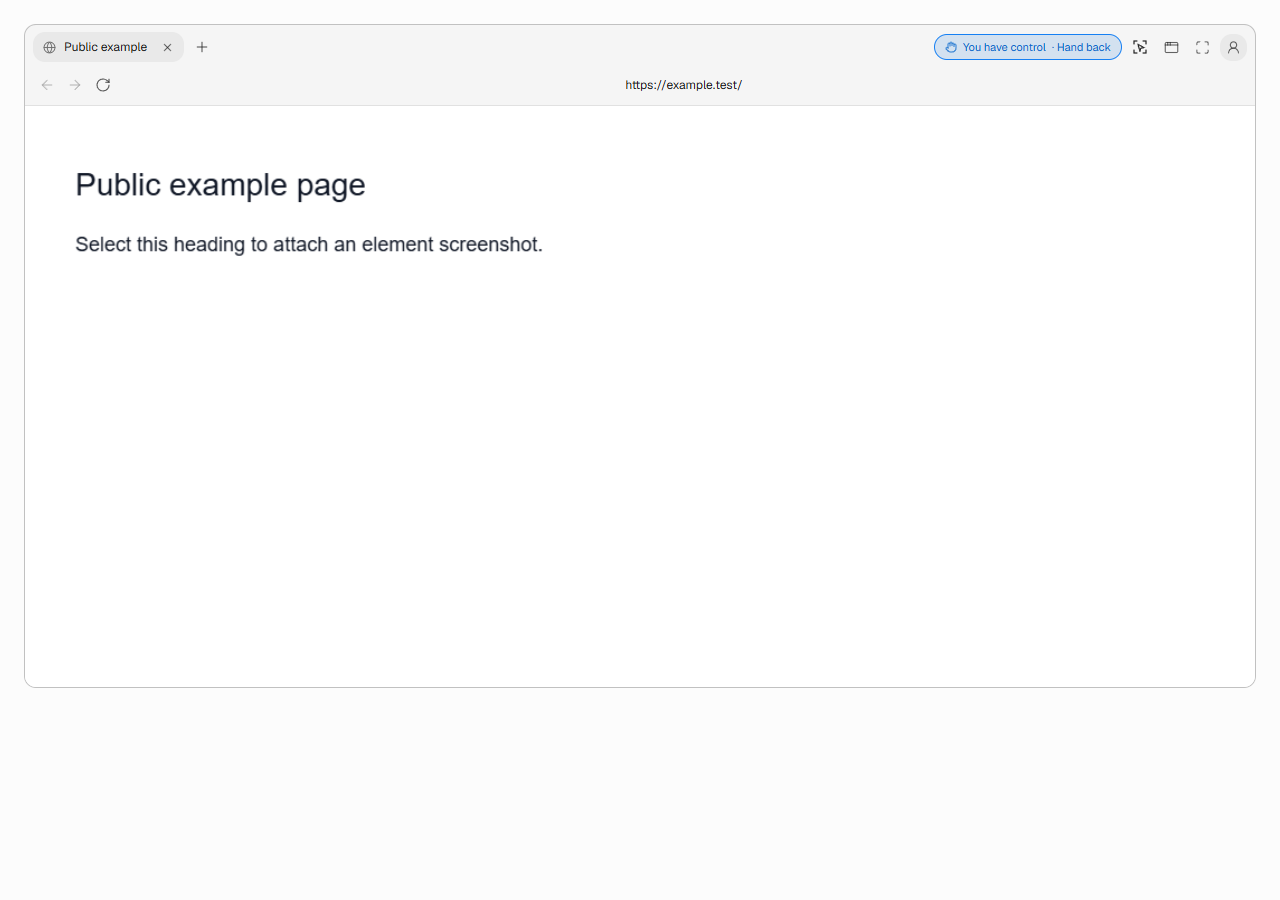 Public example
You have control · Hand back
https://example.test/
Public example page
Select this heading to attach an element screenshot.